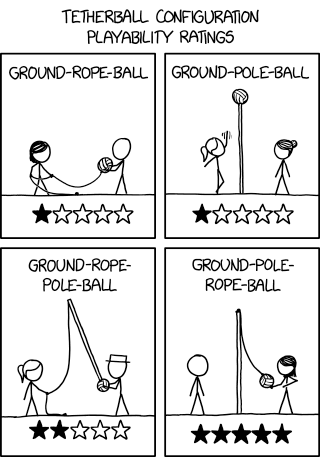 TETHERBALL CONFIGURATION
PLAYABILITY RATINGS
GROUND-ROPE-BALL
GROUND-POLE-BALL
GROUND-ROPE-
POLE-BALL
GROUND-POLE-
ROPE-BALL